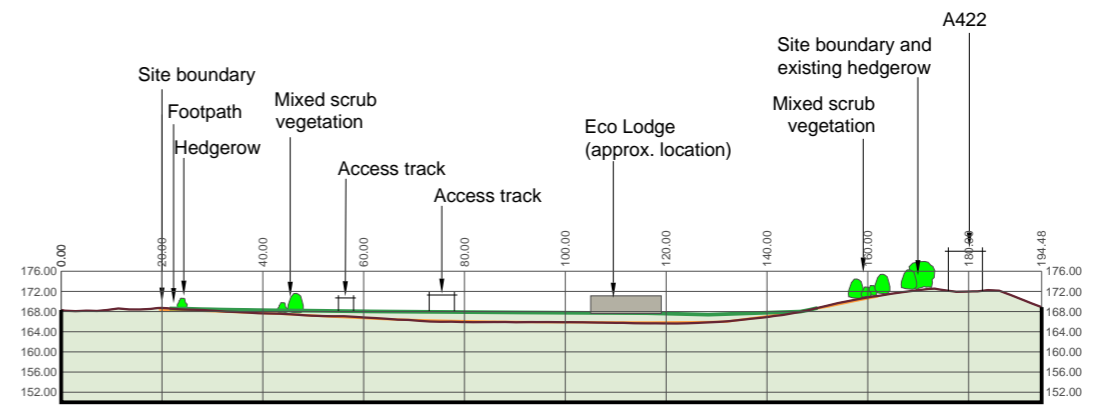 A422
Site boundary and
existing hedgerow
Site boundary
Footpath
Mixed scrub
vegetation
Mixed scrub
vegetation
Hedgerow
Eco Lodge
(approx. location)
Access track
Access track
0.00
20.00
40.00
60.00
80.00
100.00
120.00
140.00
160.00
180.00
194.48
176.00 176.00
172.00 172.00
168.00 168.00
164.00 164.00
160.00 160.00
156.00 156.00
152.00 152.00